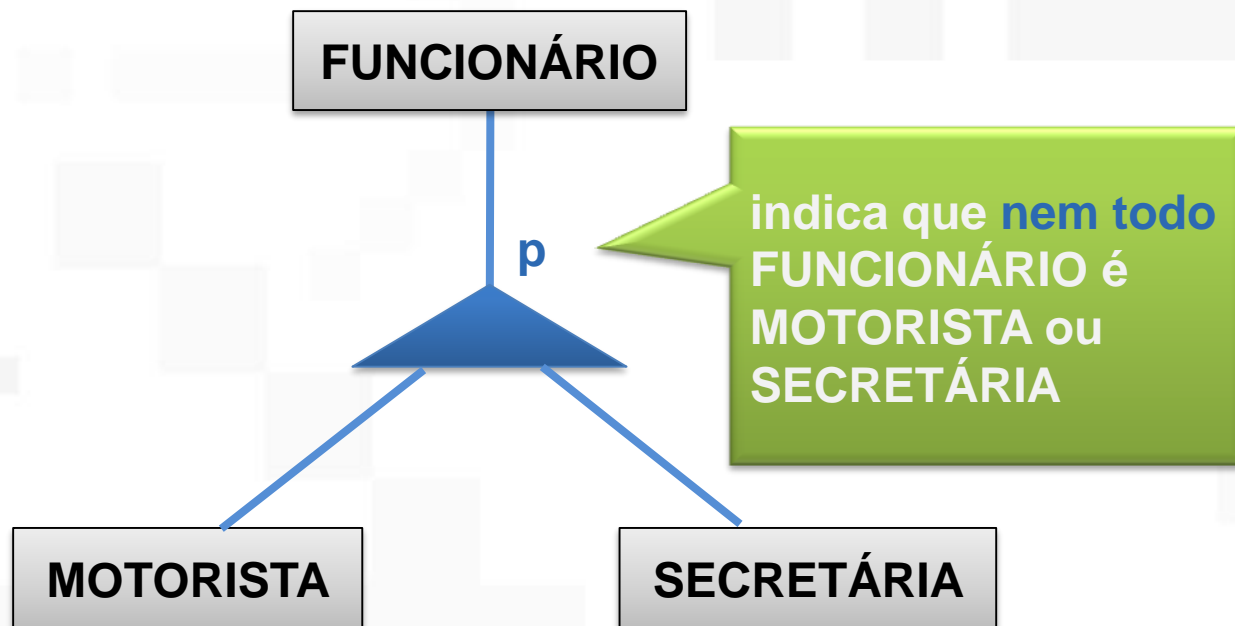 FUNCIONÁRIO
p
indica que nem todo
FUNCIONÁRIO é
MOTORISTA ou
SECRETÁRIA
MOTORISTA
SECRETÁRIA